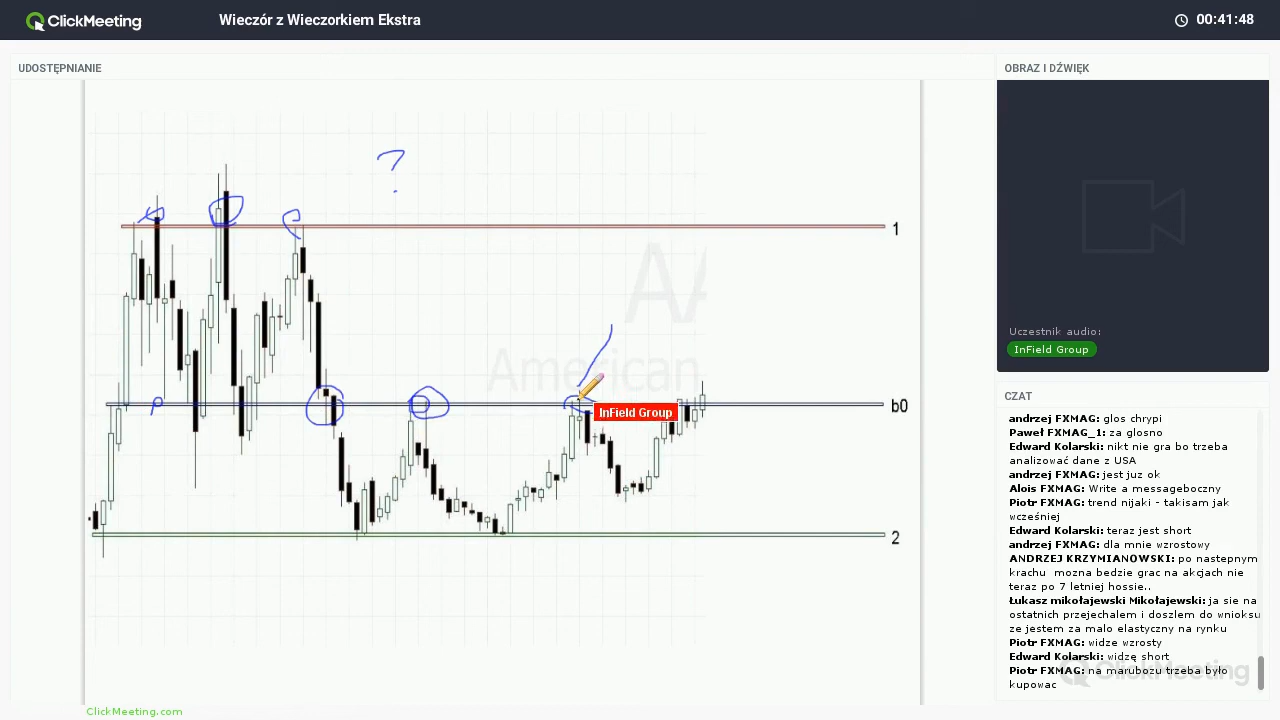 ClickMeeting
Wieczór z Wieczorkiem Ekstra
00:41:48
UDOSTĘPNIANIE
?
1
P
American
b0
InField Group
2
ClickMeeting.com
OBRAZ I DŹWIĘK
Uczestnik audio:
InField Group
CZAT
andrzej FXMAG: glos chrypi
Paweł FXMAG_1: za glosno
Edward Kolarski: nikt nie gra bo trzeba
analizować dane z USA
andrzej FXMAG: jest juz ok
Alois FXMAG: Write a messageboczny
Piotr FXMAG: trend nijaki - takisam jak
wcześniej
Edward Kolarski: teraz jest short
andrzej FXMAG: dla mnie wzrostowy
ANDRZEJ KRZYMIANOWSKI: po nastepnym
krachu mozna bedzie grac na akcjach nie
teraz po 7 letniej hossie..
Łukasz mikołajewski Mikołajewski: ja sie na
ostatnich przejechalem i doszlem do wnioksu
ze jestem za malo elastyczny na rynku
Piotr FXMAG: widze wzrosty
Edward Kolarski: widzę short
Piotr FXMAG: na marubozu trzeba było
kupowac
ClickMeeting